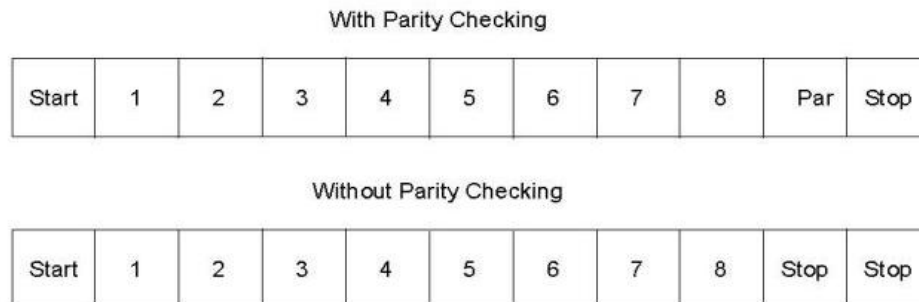 With Parity Checking
Start 1 2 3 4 5 6 7 8 Par Stop
Without Parity Checking
Start 1 2 3 4 5 6 7 8 Stop Stop